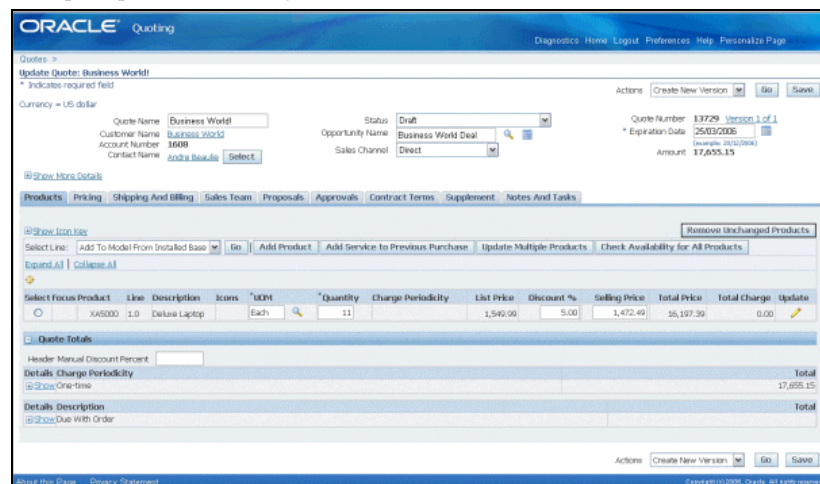 ORACLE Quoting
Diagnostics Home Logout Preferences Help Personalize Page
Quotes >
Update Quote: Business World!
* Indicates required field
Actions Create New Version Go Save
Currency = US dollar
Quote Name Business World! Status Draft Quote Number 13729 Version 1 of 1
Customer Name Business World Opportunity Name Business World Deal * Expiration Date 25/03/2006
(example: 20/12/2006)
Account Number 1608 Sales Channel Direct Amount 17,655.15
Contact Name Andre Beaulie Select
Show More Details
Products Pricing Shipping And Billing Sales Team Proposals Approvals Contract Terms Supplement Notes And Tasks
Show Icon Key Remove Unchanged Products
Select Line: Add To Model From Installed Base Go Add Product Add Service to Previous Purchase Update Multiple Products Check Availability for All Products
Expand All | Collapse All
Select Focus Product Line Description Icons *UOM *Quantity Charge Periodicity List Price Discount % Selling Price Total Price Total Charge Update
XA5000 1.0 Deluxe Laptop Each 11 1,549.99 5.00 1,472.49 16,197.39 0.00
Quote Totals
Header Manual Discount Percent
Details Charge Periodicity Total
Show One-time 17,655.15
Details Description Total
Show Due With Order
Actions Create New Version Go Save
About this Page Privacy Statement Copyright (c) 2006, Oracle. All rights reserved